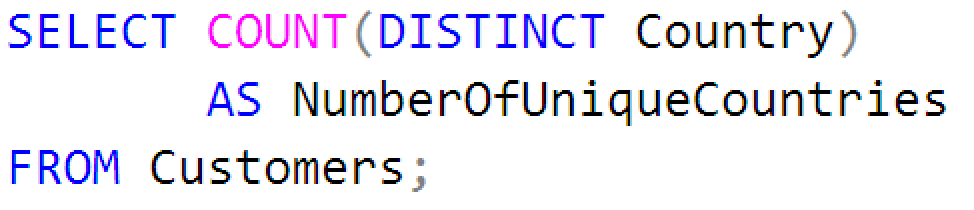 SELECT COUNT(DISTINCT Country)
AS NumberOfUniqueCountries
FROM Customers;